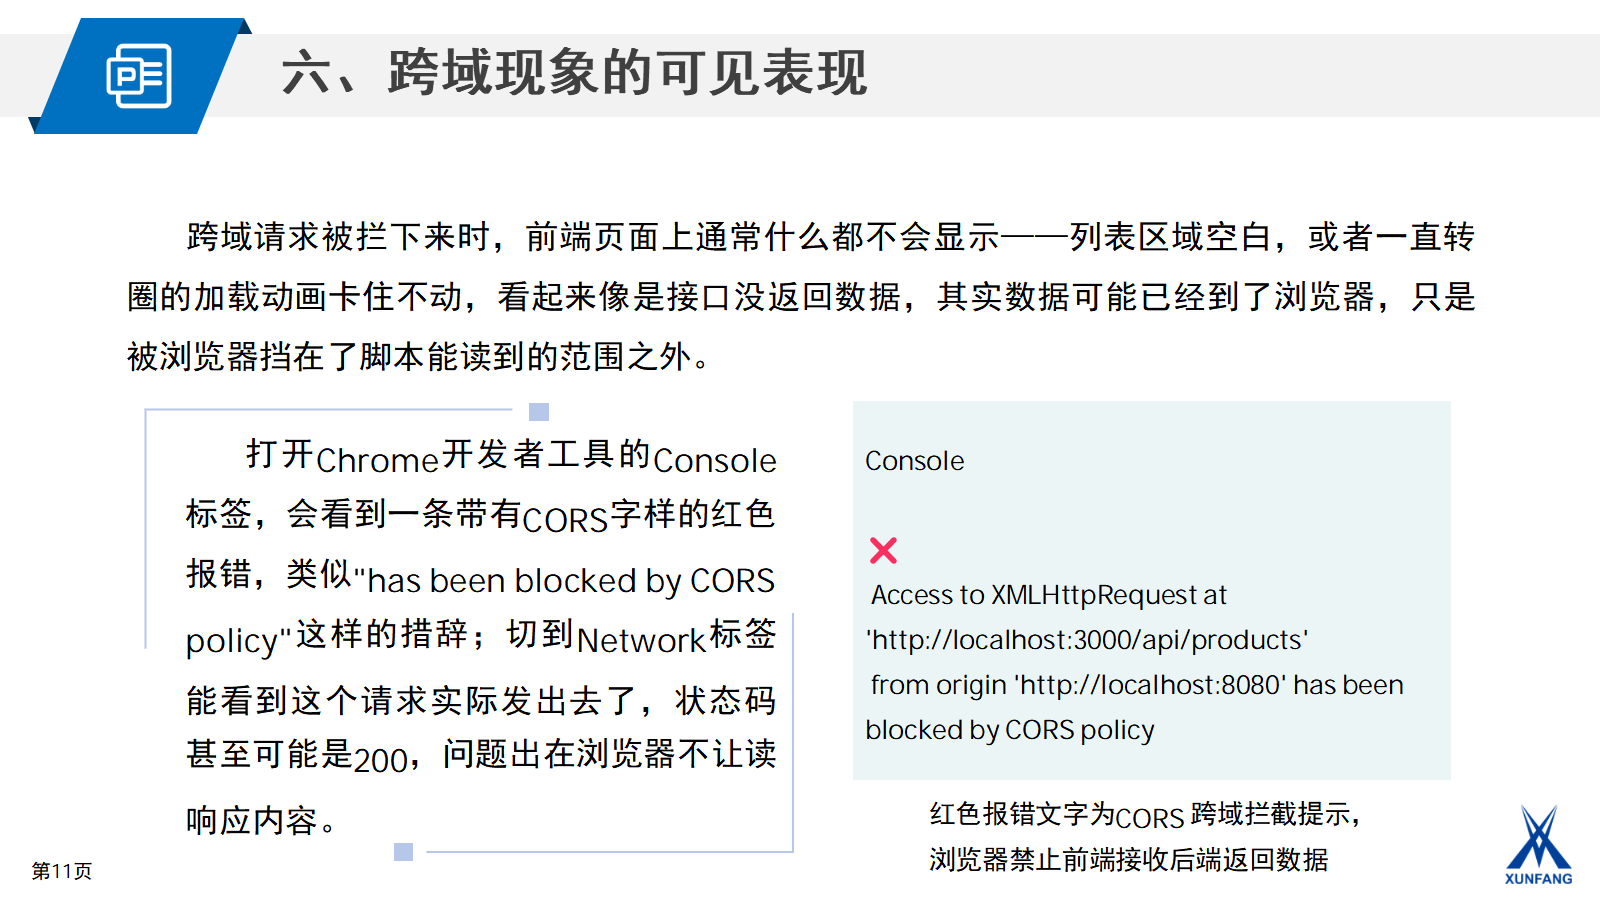 六、跨域现象的可见表现
跨域请求被拦下来时，前端页面上通常什么都不会显示——列表区域空白，或者一直转
圈的加载动画卡住不动，看起来像是接口没返回数据，其实数据可能已经到了浏览器，只是
被浏览器挡在了脚本能读到的范围之外。
打开Chrome开发者工具的Console
标签，会看到一条带有CORS字样的红色
报错，类似"has been blocked by CORS
policy"这样的措辞；切到Network标签
能看到这个请求实际发出去了，状态码
甚至可能是200，问题出在浏览器不让读
响应内容。
Console
Access to XMLHttpRequest at
'http://localhost:3000/api/products'
from origin 'http://localhost:8080' has been
blocked by CORS policy
红色报错文字为CORS 跨域拦截提示，
浏览器禁止前端接收后端返回数据
第11页
XUNFANG